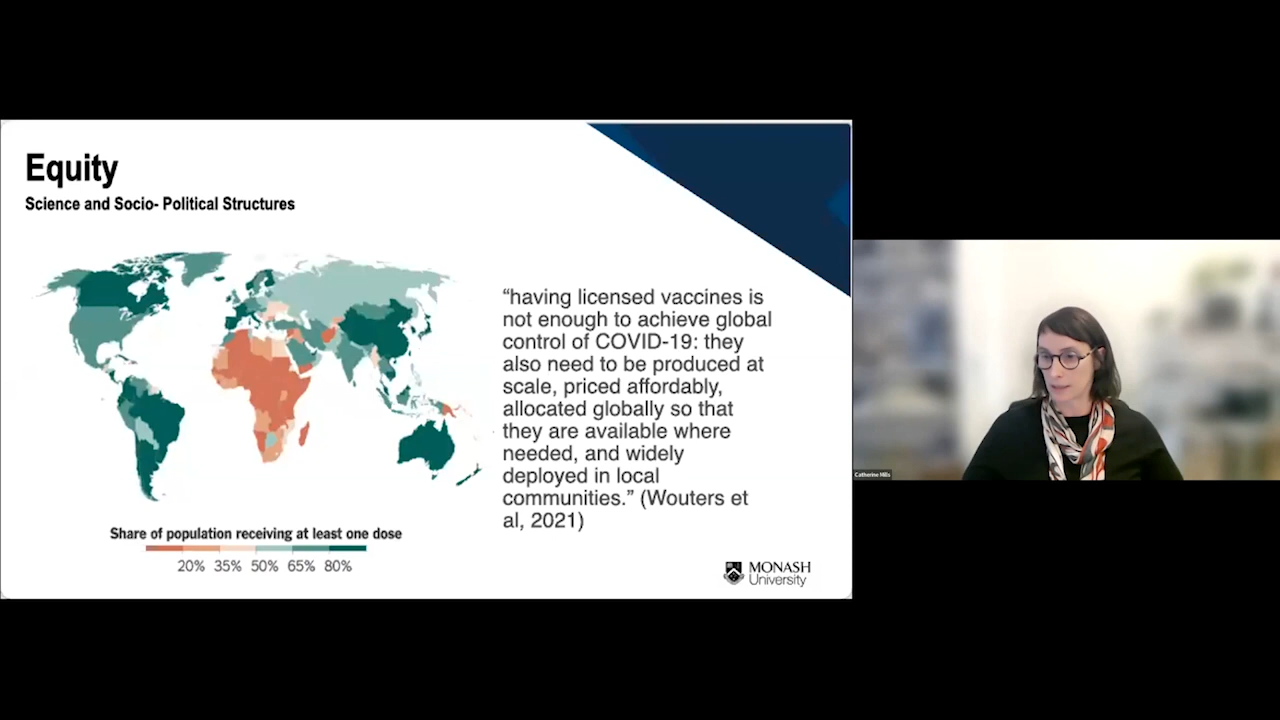 Equity
Science and Socio- Political Structures
“having licensed vaccines is
not enough to achieve global
control of COVID-19: they
also need to be produced at
scale, priced affordably,
allocated globally so that
they are available where
needed, and widely
deployed in local
communities.” (Wouters et
al, 2021)
Share of population receiving at least one dose
20% 35% 50% 65% 80%
MONASH
University
Catherine Mills